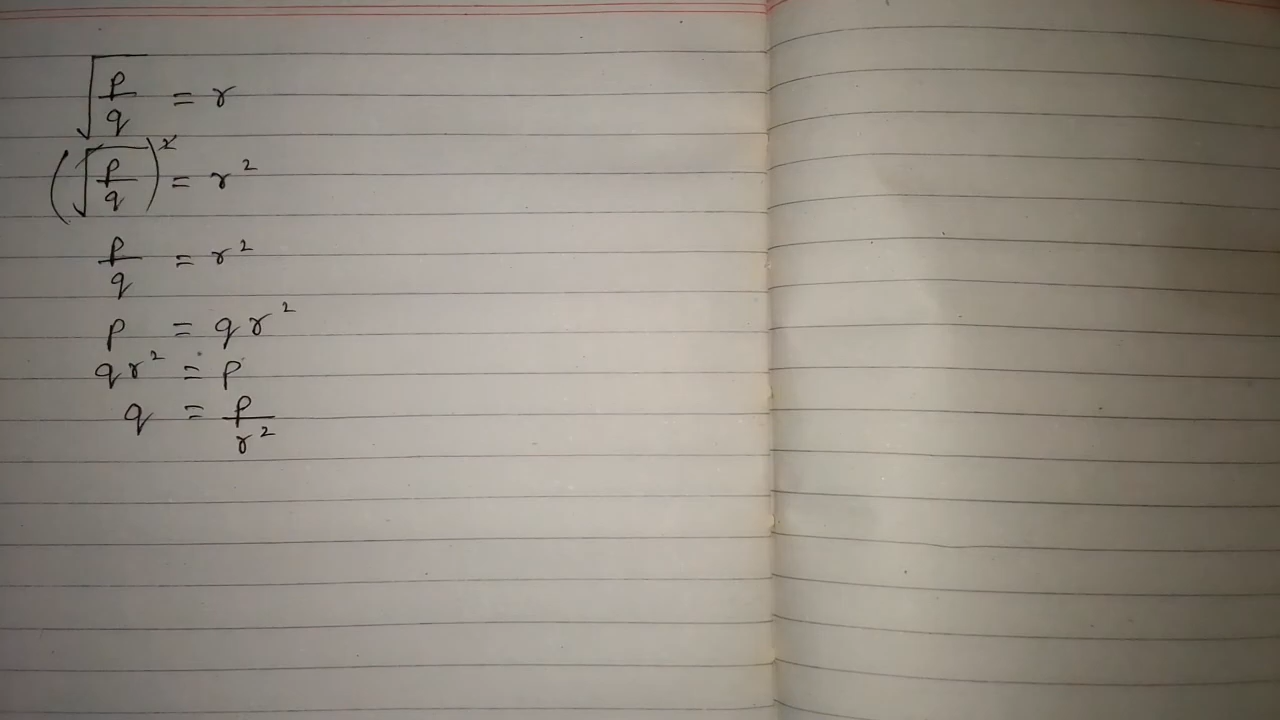 √(p/q) = r
(√(p/q))² = r²
p/q = r²
p = qr²
qr² = p
q = p/r²